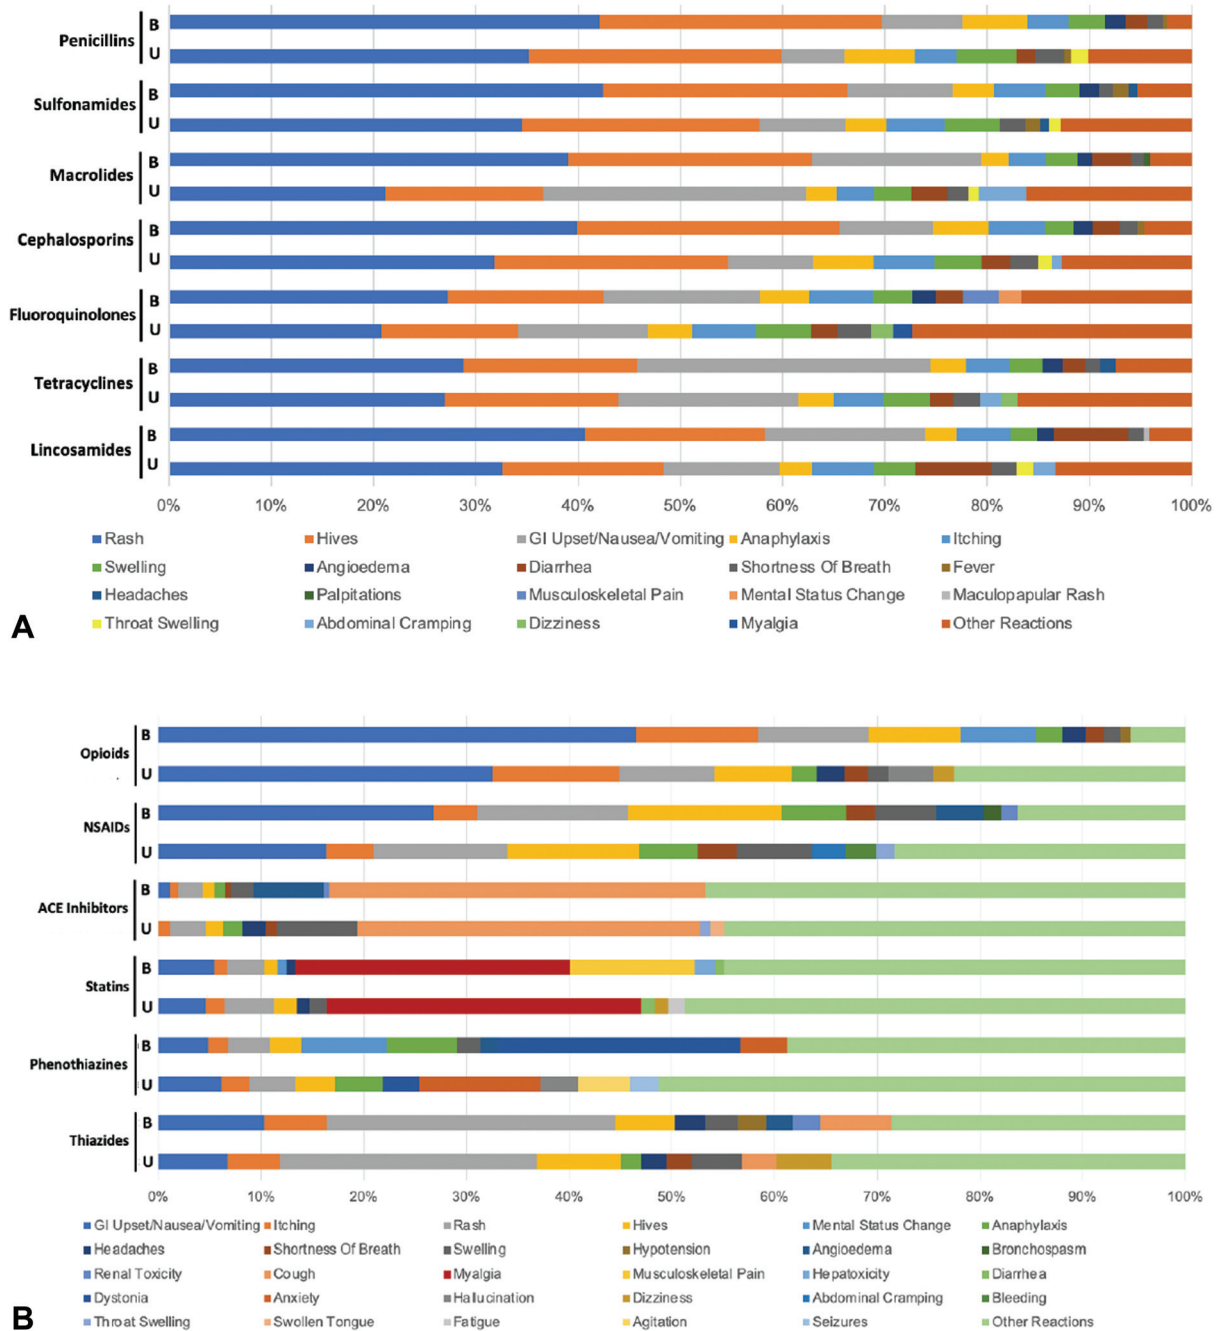 B
Penicillins
U
B
Sulfonamides
U
B
Macrolides
U
B
Cephalosporins
U
B
Fluoroquinolones
U
B
Tetracyclines
U
B
Lincosamides
U
0% 10% 20% 30% 40% 50% 60% 70% 80% 90% 100%
Rash Hives GI Upset/Nausea/Vomiting Anaphylaxis Itching
Swelling Angioedema Diarrhea Shortness Of Breath Fever
Headaches Palpitations Musculoskeletal Pain Mental Status Change Maculopapular Rash
A Throat Swelling Abdominal Cramping Dizziness Myalgia Other Reactions
B
Opioids
U
B
NSAIDs
U
B
ACE Inhibitors
U
B
Statins
U
B
Phenothiazines
U
B
Thiazides
U
0% 10% 20% 30% 40% 50% 60% 70% 80% 90% 100%
GI Upset/Nausea/Vomiting Itching Rash Hives Mental Status Change Anaphylaxis
Headaches Shortness Of Breath Swelling Hypotension Angioedema Bronchospasm
Renal Toxicity Cough Myalgia Musculoskeletal Pain Hepatoxicity Diarrhea
Dystonia Anxiety Hallucination Dizziness Abdominal Cramping Bleeding
B Throat Swelling Swollen Tongue Fatigue Agitation Seizures Other Reactions